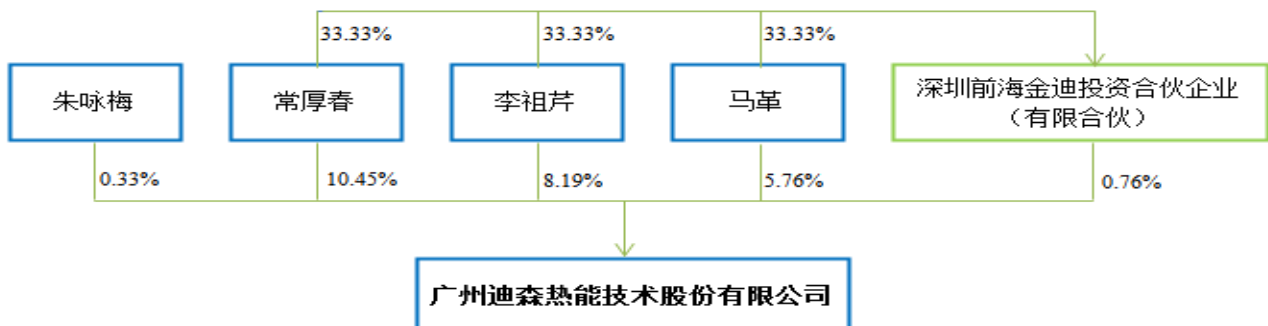 33.33%
33.33%
33.33%
朱咏梅
常厚春
李祖芹
马革
深圳前海金迪投资合伙企业
（有限合伙）
0.33%
10.45%
8.19%
5.76%
0.76%
广州迪森热能技术股份有限公司